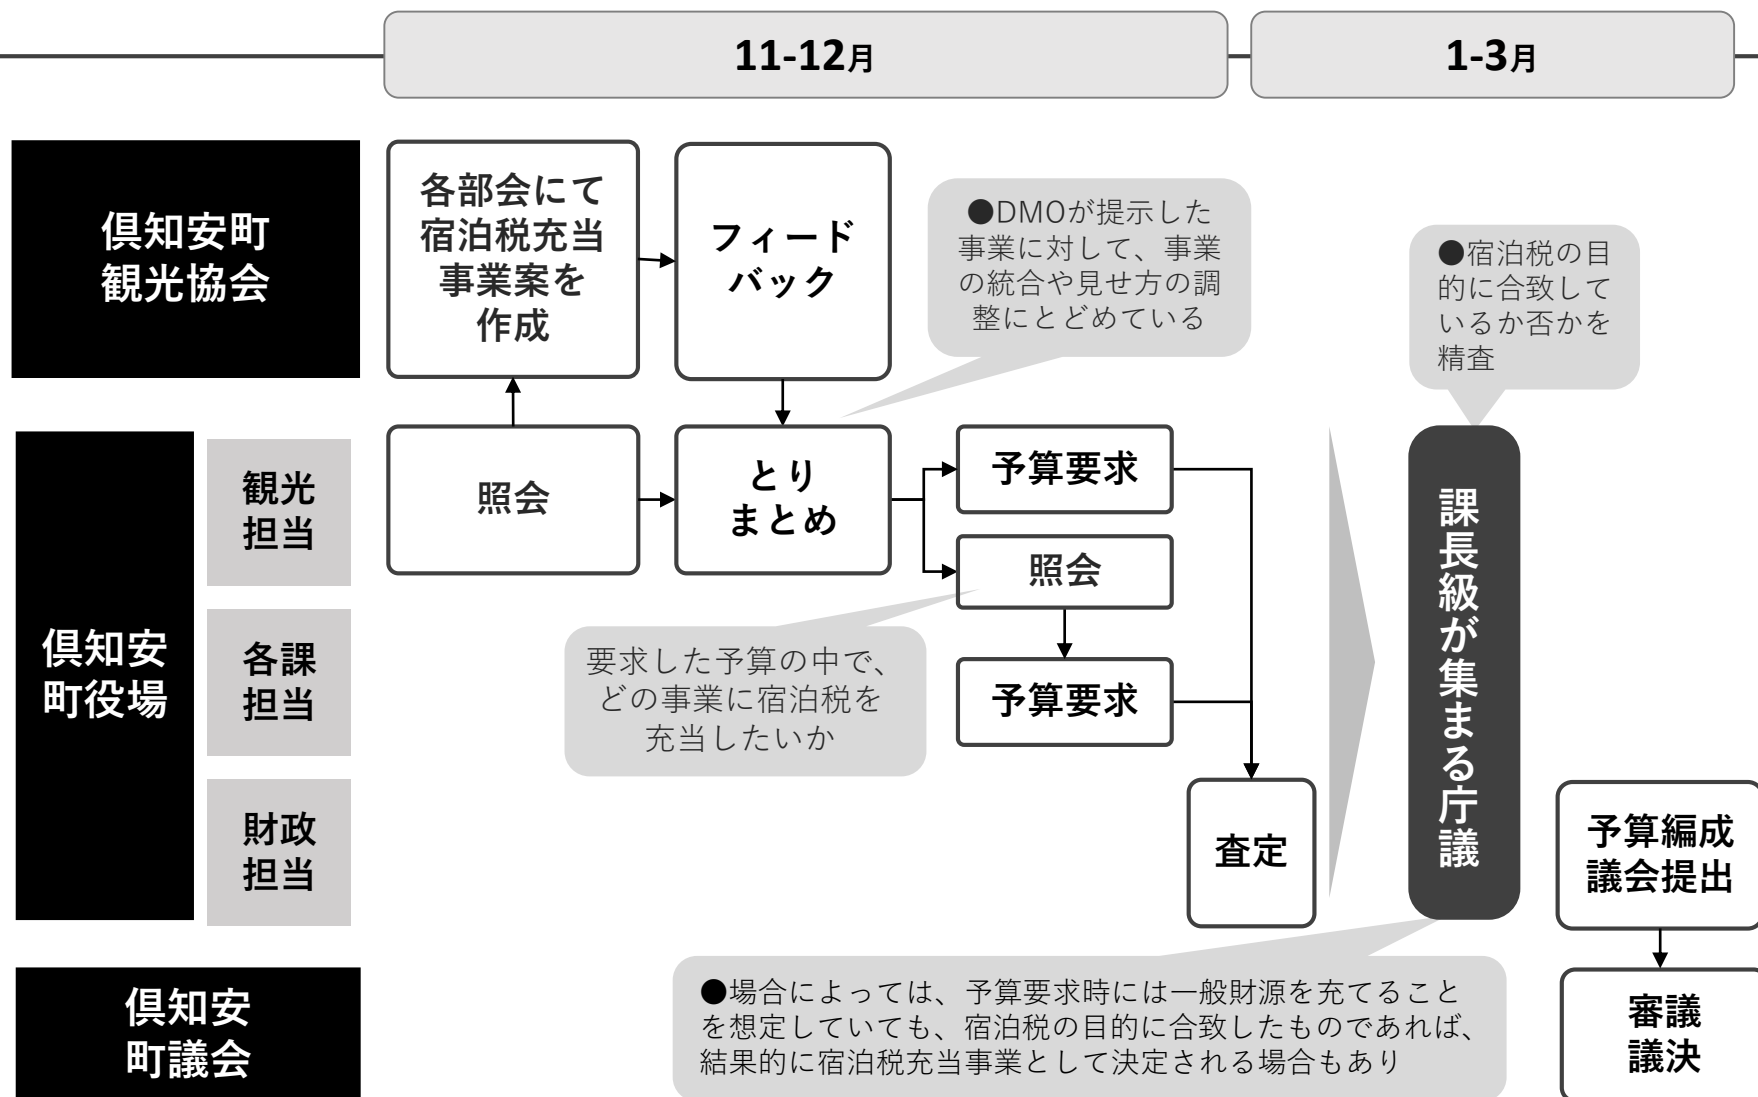 11-12月
1-3月
倶知安町
観光協会
各部会にて
宿泊税充当
事業案を
作成
フィード
バック
●DMOが提示した
事業に対して、事業
の統合や見せ方の調
整にとどめている
●宿泊税の目
的に合致して
いるか否かを
精査
倶知安
町役場
観光
担当
各課
担当
財政
担当
照会
とり
まとめ
予算要求
照会
予算要求
要求した予算の中で、
どの事業に宿泊税を
充当したいか
査定
課長級が集まる庁議
予算編成
議会提出
倶知安
町議会
●場合によっては、予算要求時には一般財源を充てること
を想定していても、宿泊税の目的に合致したものであれば、
結果的に宿泊税充当事業として決定される場合もあり
審議
議決